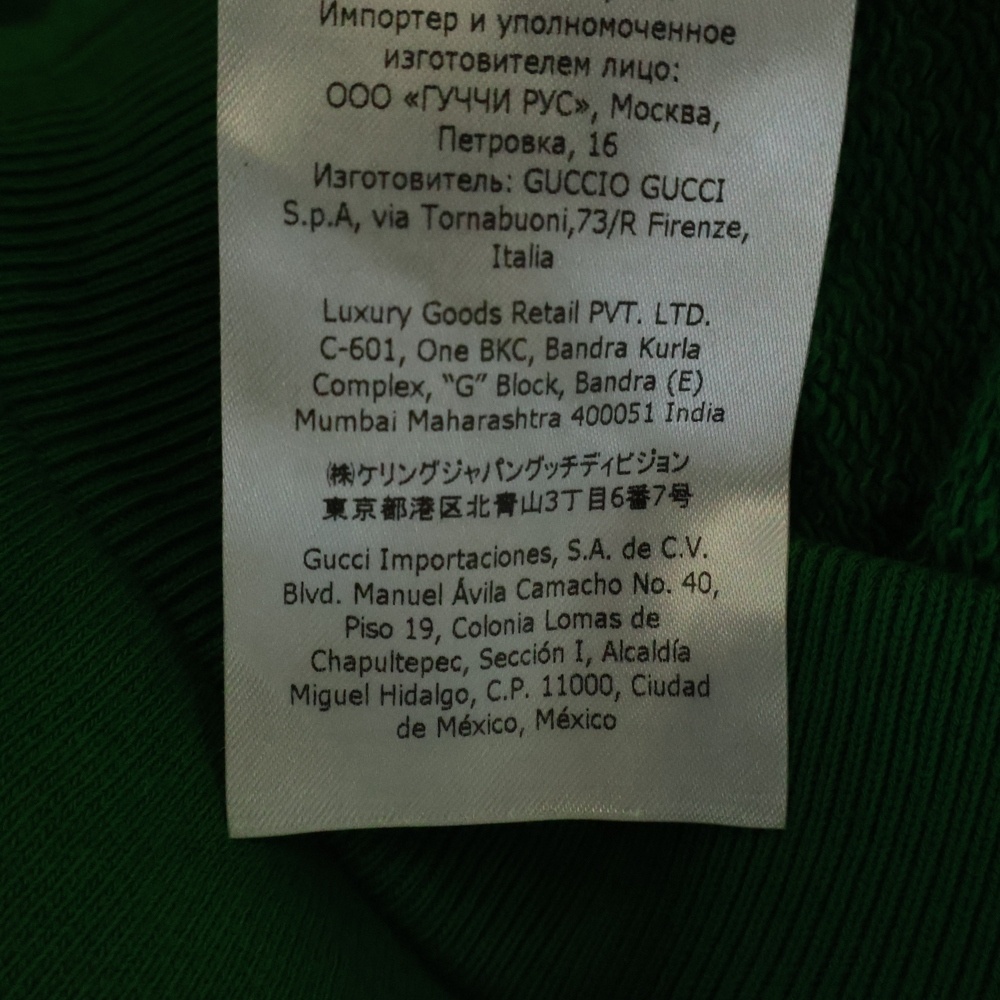 Импортер и уполномоченное
изготовителем лицо:
ООО «ГУЧЧИ РУС», Москва,
Петровка, 16
Изготовитель: GUCCIO GUCCI
S.p.A, via Tornabuoni,73/R Firenze,
Italia
Luxury Goods Retail PVT. LTD.
C-601, One BKC, Bandra Kurla
Complex, “G” Block, Bandra (E)
Mumbai Maharashtra 400051 India
㈱ケリングジャパングッチディビジョン
東京都港区北青山3丁目6番7号
Gucci Importaciones, S.A. de C.V.
Blvd. Manuel Ávila Camacho No. 40,
Piso 19, Colonia Lomas de
Chapultepec, Sección I, Alcaldía
Miguel Hidalgo, C.P. 11000, Ciudad
de México, México